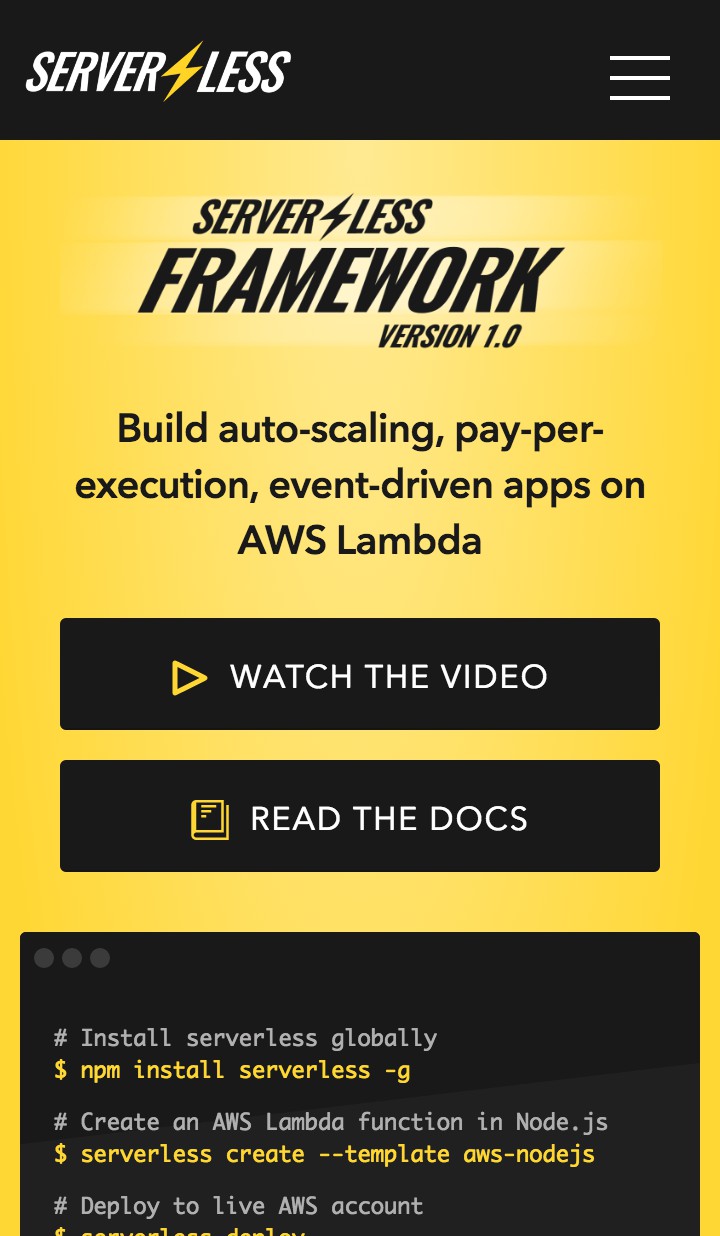 SERVERLESS
SERVERLESS
FRAMEWORK
VERSION 1.0
Build auto-scaling, pay-per-
execution, event-driven apps on
AWS Lambda
WATCH THE VIDEO
READ THE DOCS
# Install serverless globally
$ npm install serverless -g
# Create an AWS Lambda function in Node.js
$ serverless create --template aws-nodejs
# Deploy to live AWS account
$ serverless deploy